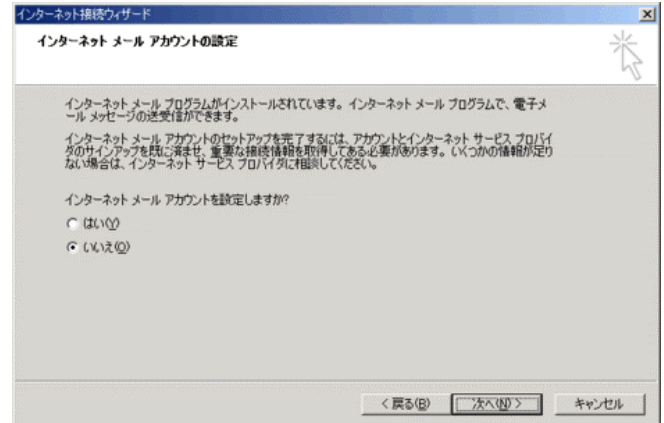 インターネット接続ウィザード
インターネット メール アカウントの設定
インターネット メール プログラムがインストールされています。インターネット メール プログラムで、電子メ
ール メッセージの送受信ができます。
インターネット メール アカウントのセットアップを完了するには、アカウントとインターネット サービス プロバイ
ダのサインアップを既に済ませ、重要な接続情報を取得してある必要があります。いくつかの情報が足り
ない場合は、インターネット サービス プロバイダに相談してください。
インターネット メール アカウントを設定しますか?
はい(Y)
いいえ(O)
< 戻る(B) 次へ(N) > キャンセル